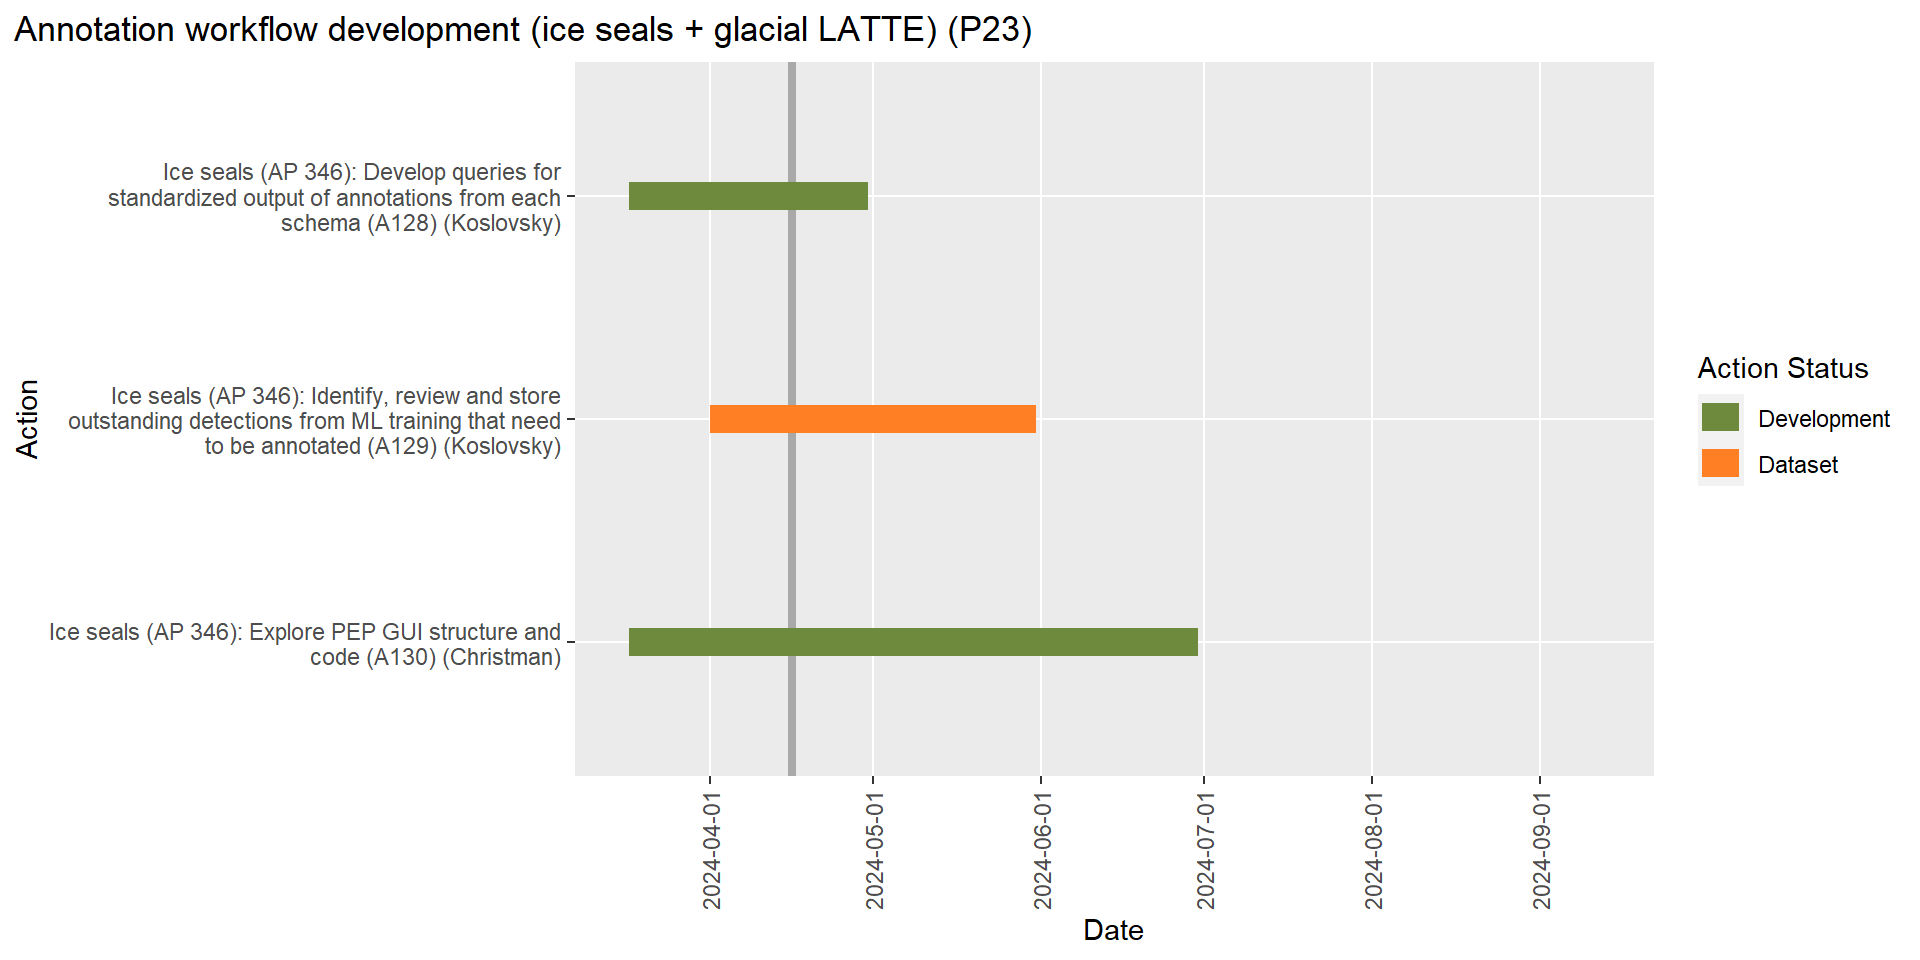 Annotation workflow development (ice seals + glacial LATTE) (P23)
Ice seals (AP 346): Develop queries for
standardized output of annotations from each
schema (A128) (Koslovsky)
Ice seals (AP 346): Identify, review and store
outstanding detections from ML training that need
to be annotated (A129) (Koslovsky)
Ice seals (AP 346): Explore PEP GUI structure and
code (A130) (Christman)
Action
2024-04-01
2024-05-01
2024-06-01
2024-07-01
2024-08-01
2024-09-01
Date
Action Status
Development
Dataset